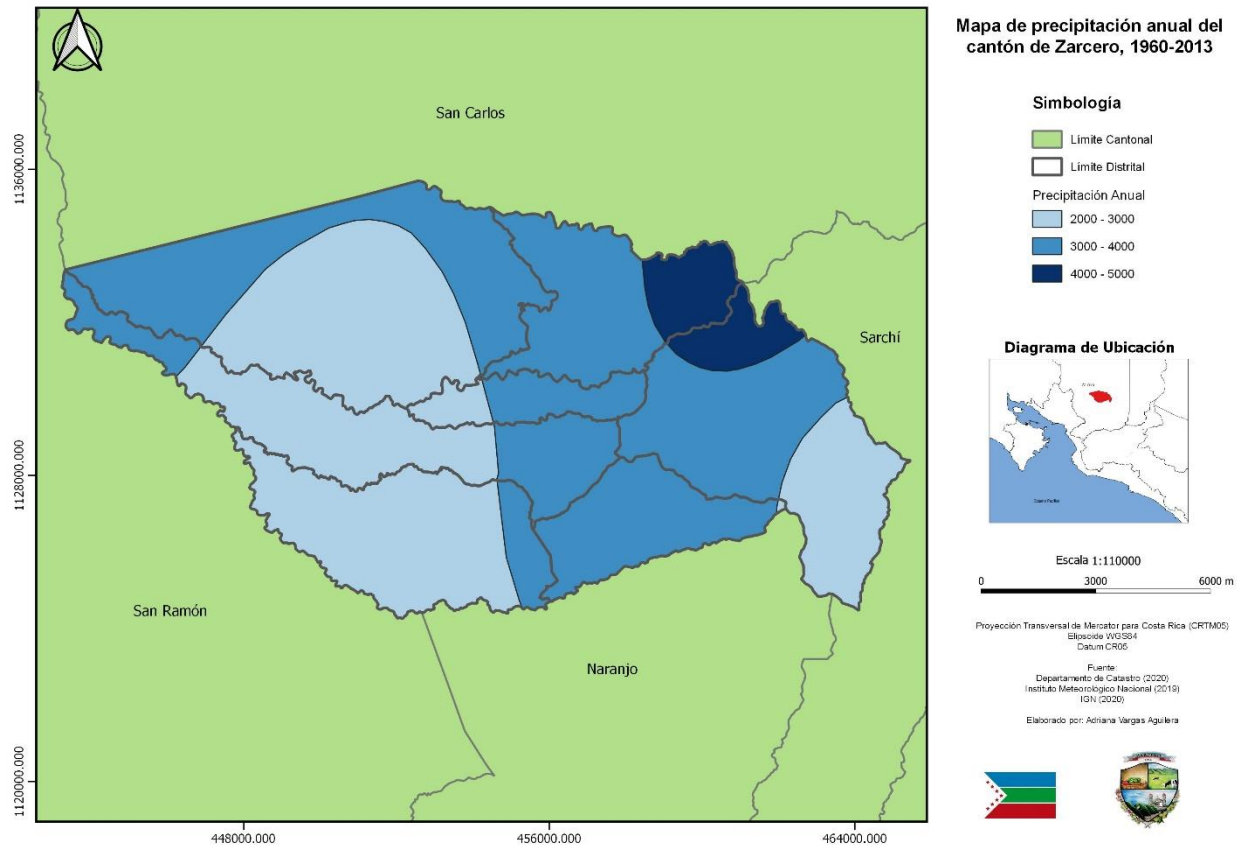 Mapa de precipitación anual del
cantón de Zarcero, 1960-2013
Simbología
Límite Cantonal
Límite Distrital
Precipitación Anual
2000 - 3000
3000 - 4000
4000 - 5000
San Carlos
Sarchí
San Ramón
Naranjo
1136000.000
1128000.000
1120000.000
448000.000
456000.000
464000.000
Diagrama de Ubicación
Escala 1:110000
0 3000 6000 m
Proyección Transversal de Mercator para Costa Rica (CRTM05)
Elipsoide WGS84
Datum CR05
Fuente:
Departamento de Catastro (2020)
Instituto Meteorológico Nacional (2019)
IGN (2020)
Elaborado por: Adriana Vargas Aguilera